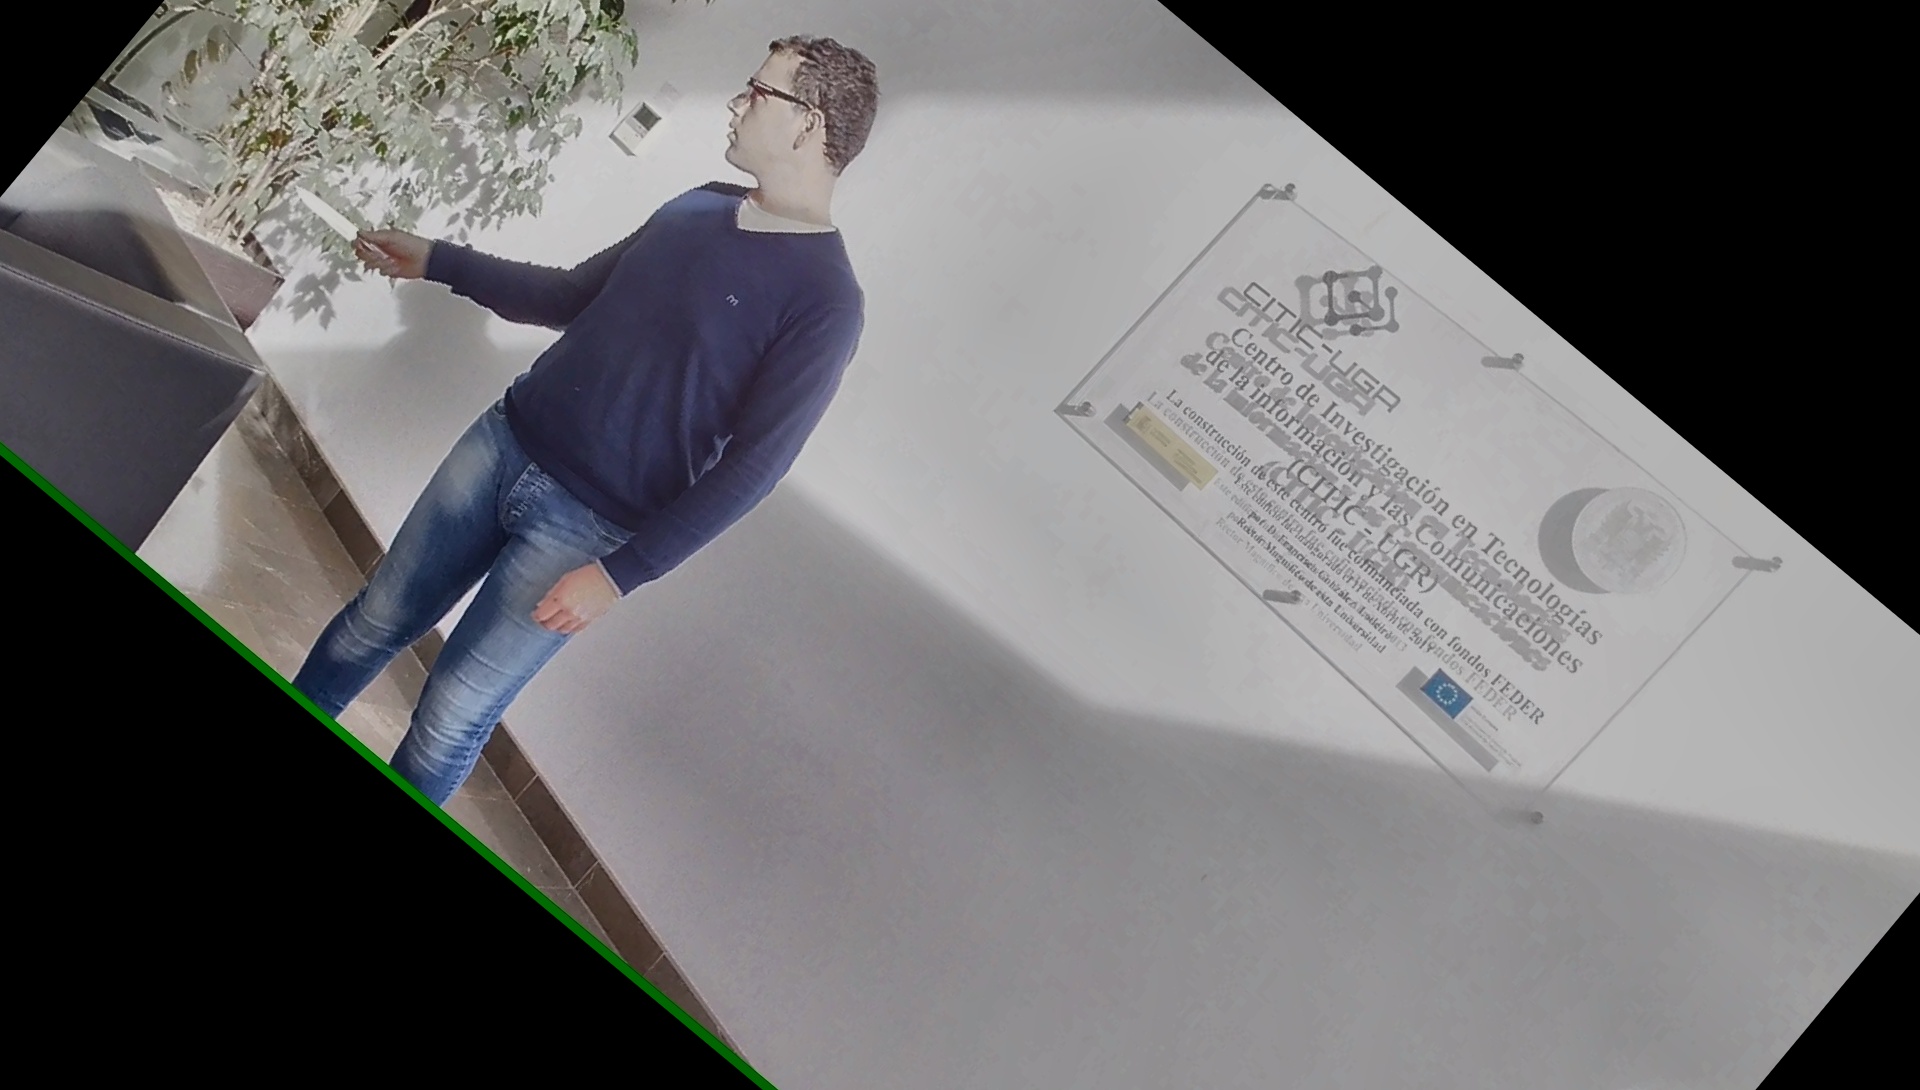 CITIC-UGR
Centro de Investigación en Tecnologías
de la información y las Comunicaciones
(CITIC - UGR)
La construcción de este centro fue cofinanciada con fondos FEDER
Rector Magnífico de esta Universidad